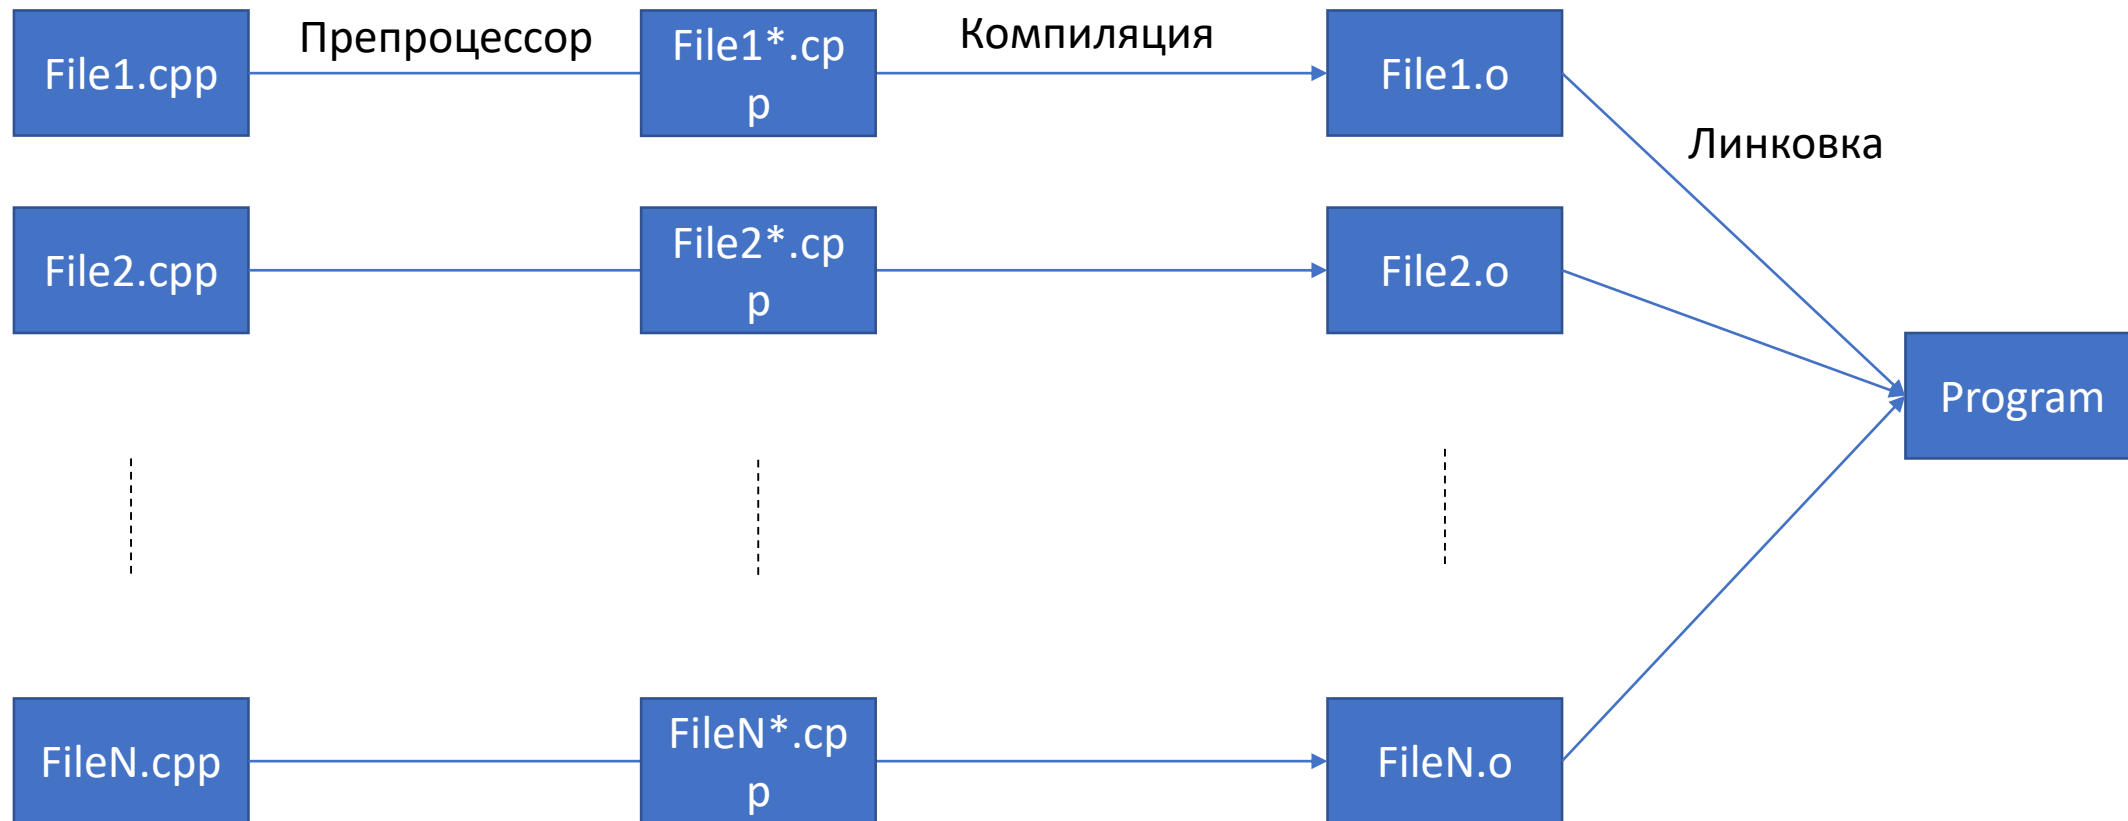 Препроцессор
Компиляция
File1.cpp
File1*.cp
p
File1.o
Линковка
File2.cpp
File2*.cp
p
File2.o
Program
FileN.cpp
FileN*.cp
p
FileN.o